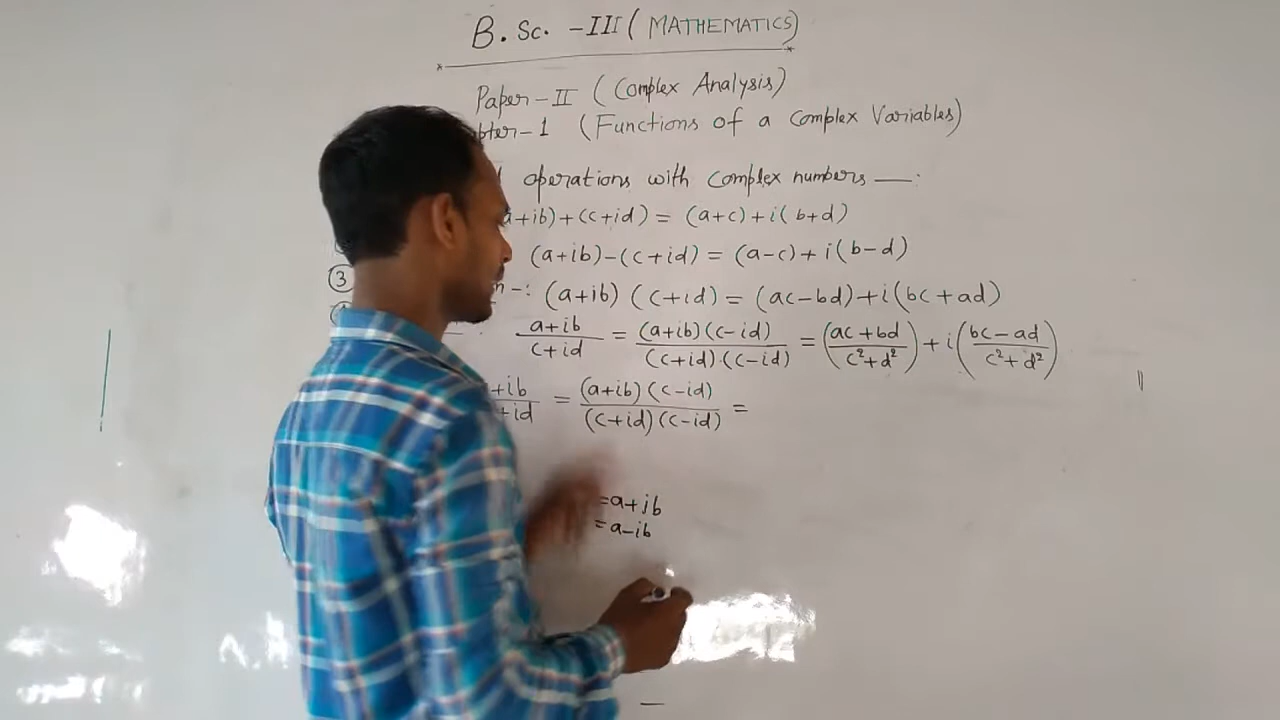 B. Sc. -III ( MATHEMATICS)
Paper-II (Complex Analysis)
pter-1 (Functions of a Complex Variables)
operations with Complex numbers —:
a+ib)+(c+id) = (a+c)+i(b+d)
(a+ib)-(c+id) = (a-c)+i(b-d)
③ n-: (a+ib) (c+id) = (ac-bd)+i(bc+ad)
(a+ib)/(c+id) = (a+ib)(c-id)/(c+id)(c-id) = (ac+bd/c²+d²) + i(bc-ad/c²+d²)
+ib/+id = (a+ib)(c-id)/(c+id)(c-id) =
=a+ib
=a-ib